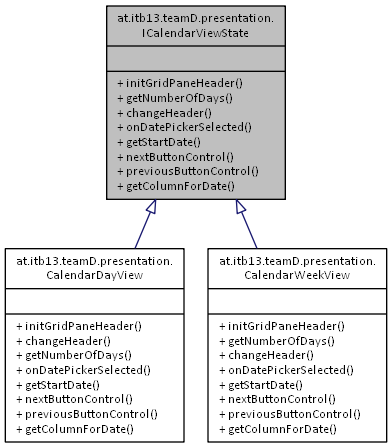 at.itb13.teamD.presentation.
ICalendarViewState
+ initGridPaneHeader()
+ getNumberOfDays()
+ changeHeader()
+ onDatePickerSelected()
+ getStartDate()
+ nextButtonControl()
+ previousButtonControl()
+ getColumnForDate()
at.itb13.teamD.presentation.
CalendarDayView
+ initGridPaneHeader()
+ changeHeader()
+ getNumberOfDays()
+ onDatePickerSelected()
+ getStartDate()
+ nextButtonControl()
+ previousButtonControl()
+ getColumnForDate()
at.itb13.teamD.presentation.
CalendarWeekView
+ initGridPaneHeader()
+ getNumberOfDays()
+ changeHeader()
+ onDatePickerSelected()
+ getStartDate()
+ nextButtonControl()
+ previousButtonControl()
+ getColumnForDate()